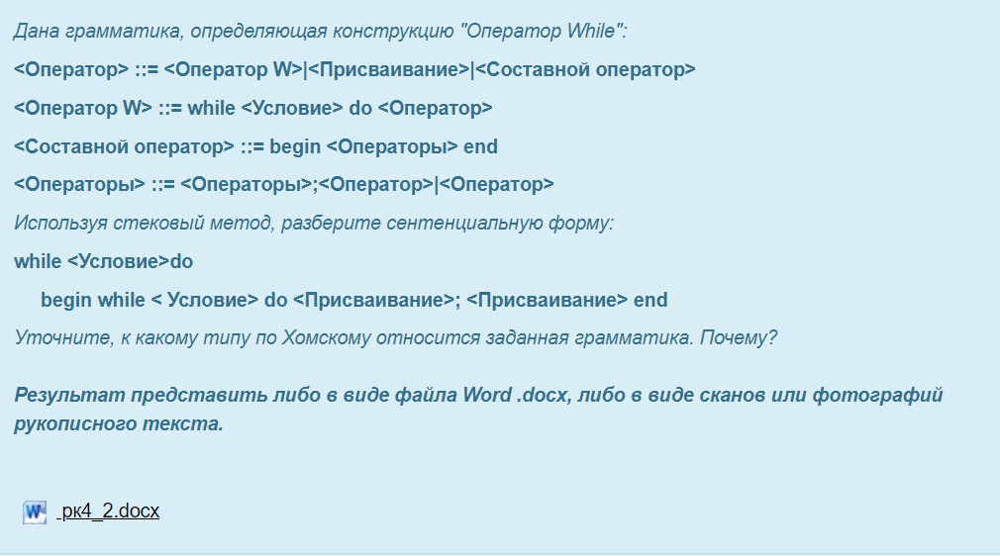 Дана грамматика, определяющая конструкцию "Оператор While":
<Оператор> ::= <Оператор W>|<Присваивание>|<Составной оператор>
<Оператор W> ::= while <Условие> do <Оператор>
<Составной оператор> ::= begin <Операторы> end
<Операторы> ::= <Операторы>;<Оператор>|<Оператор>
Используя стековый метод, разберите сентенциальную форму:
while <Условие>do
begin while < Условие> do <Присваивание>; <Присваивание> end
Уточните, к какому типу по Хомскому относится заданная грамматика. Почему?
Результат представить либо в виде файла Word .docx, либо в виде сканов или фотографий
рукописного текста.
W рк4_2.docx